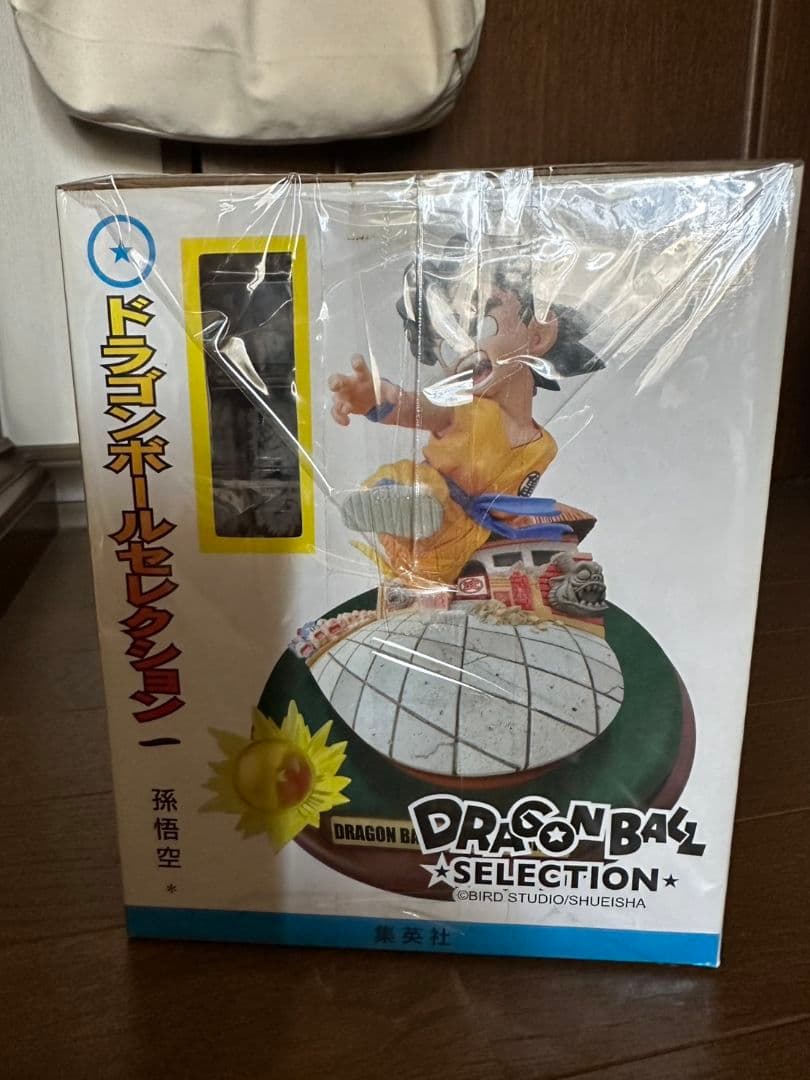 ドラゴンボールセレクション 一
孫悟空 *
DRAGON BA
DRAGON BALL
★SELECTION★
©BIRD STUDIO/SHUEISHA
集英社